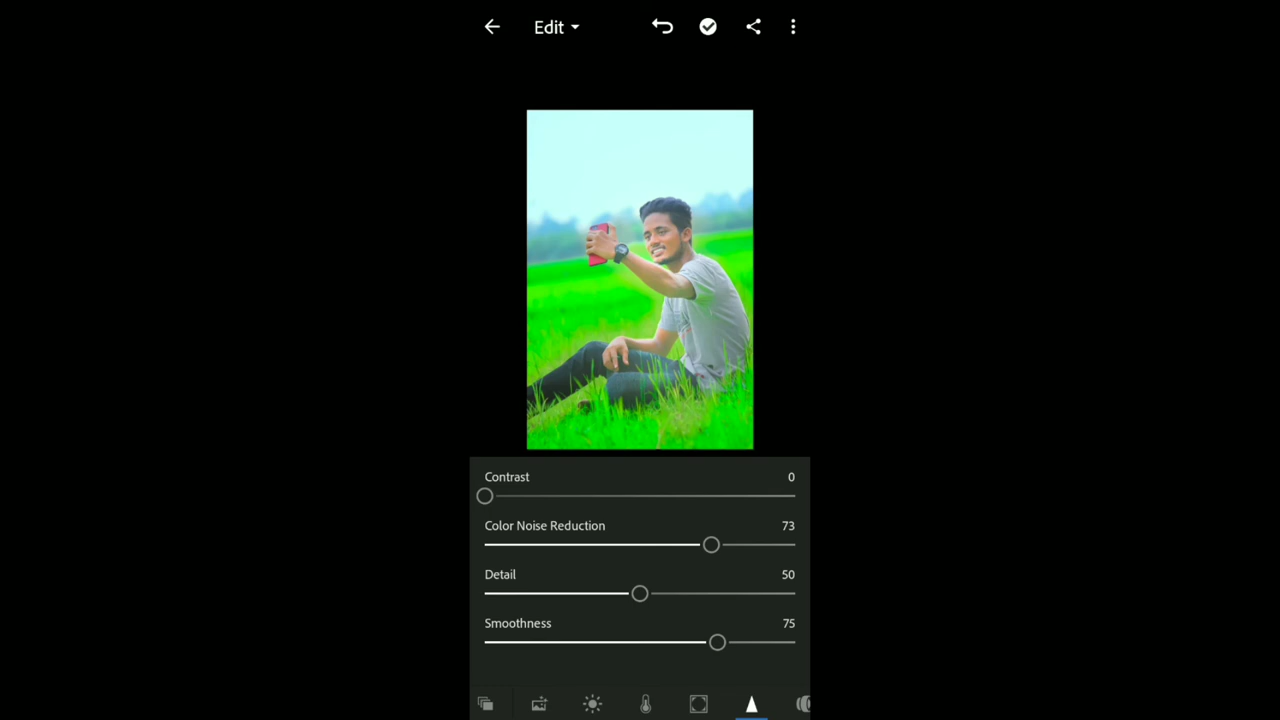 Edit
Contrast 0
Color Noise Reduction 73
Detail 50
Smoothness 75